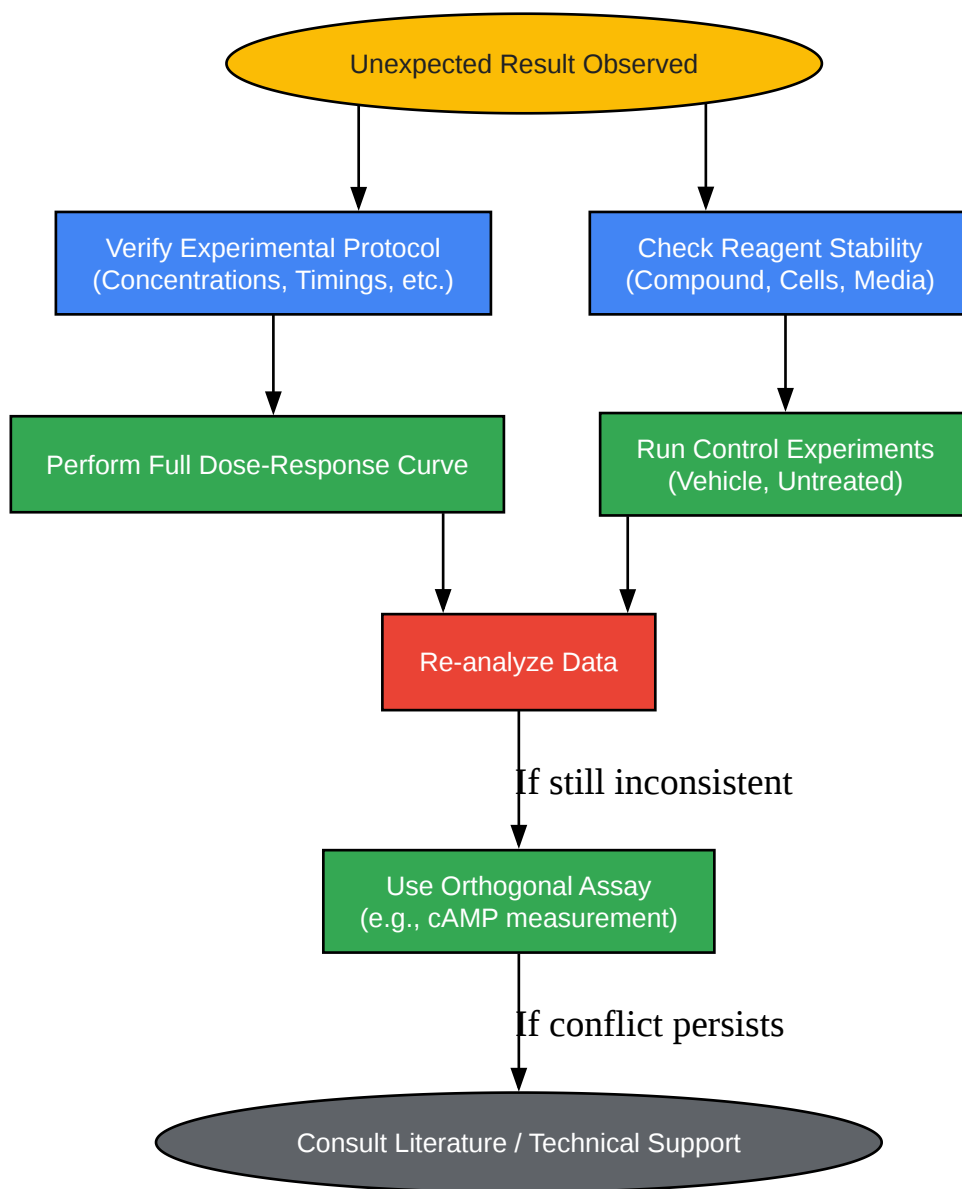 Unexpected Result Observed
Verify Experimental Protocol
(Concentrations, Timings, etc.)
Check Reagent Stability
(Compound, Cells, Media)
Perform Full Dose-Response Curve
Run Control Experiments
(Vehicle, Untreated)
Re-analyze Data
If still inconsistent
Use Orthogonal Assay
(e.g., cAMP measurement)
If conflict persists
Consult Literature / Technical Support